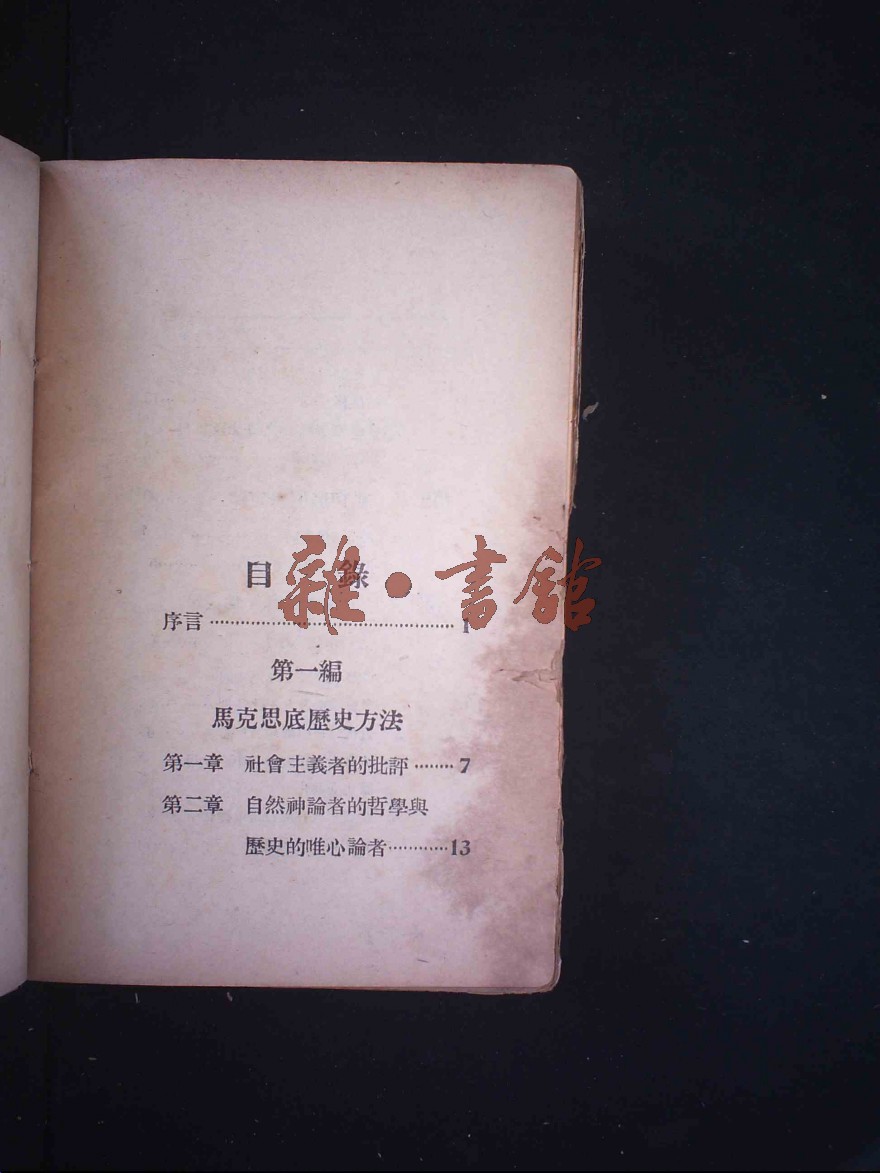 目 錄
雜·書館
序言 ············································ 1
第一編
馬克思底歷史方法
第一章 社會主義者的批評 ········ 7
第二章 自然神論者的哲學與
歷史的唯心論者 ············ 13